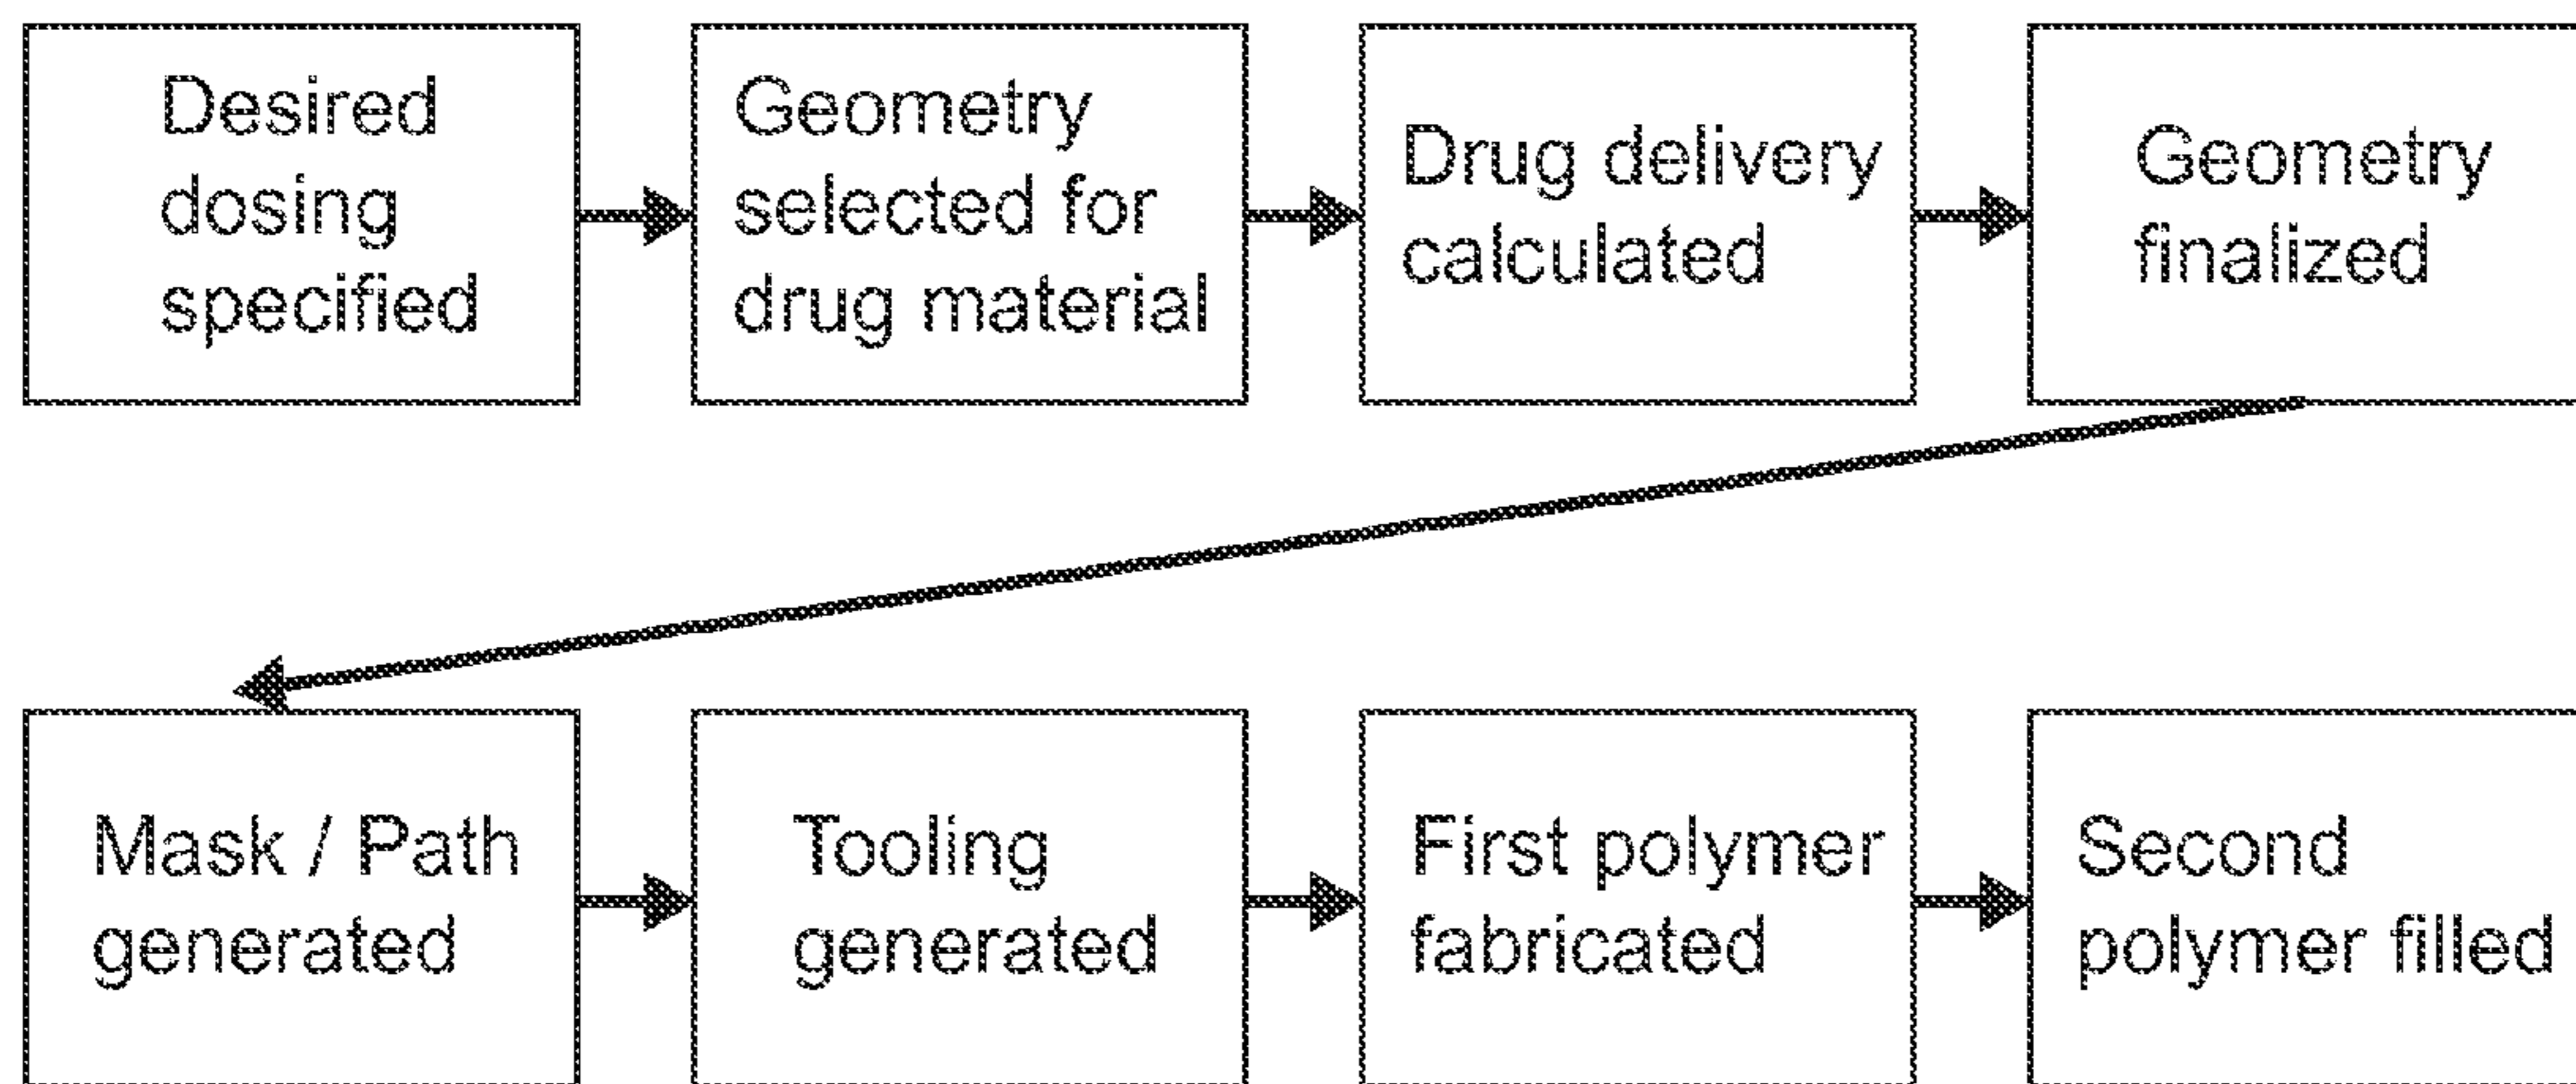 Desired
dosing
specified
Geometry
selected for
drug material
Drug delivery
calculated
Geometry
finalized
Mask / Path
generated
Tooling
generated
First polymer
fabricated
Second
polymer filled